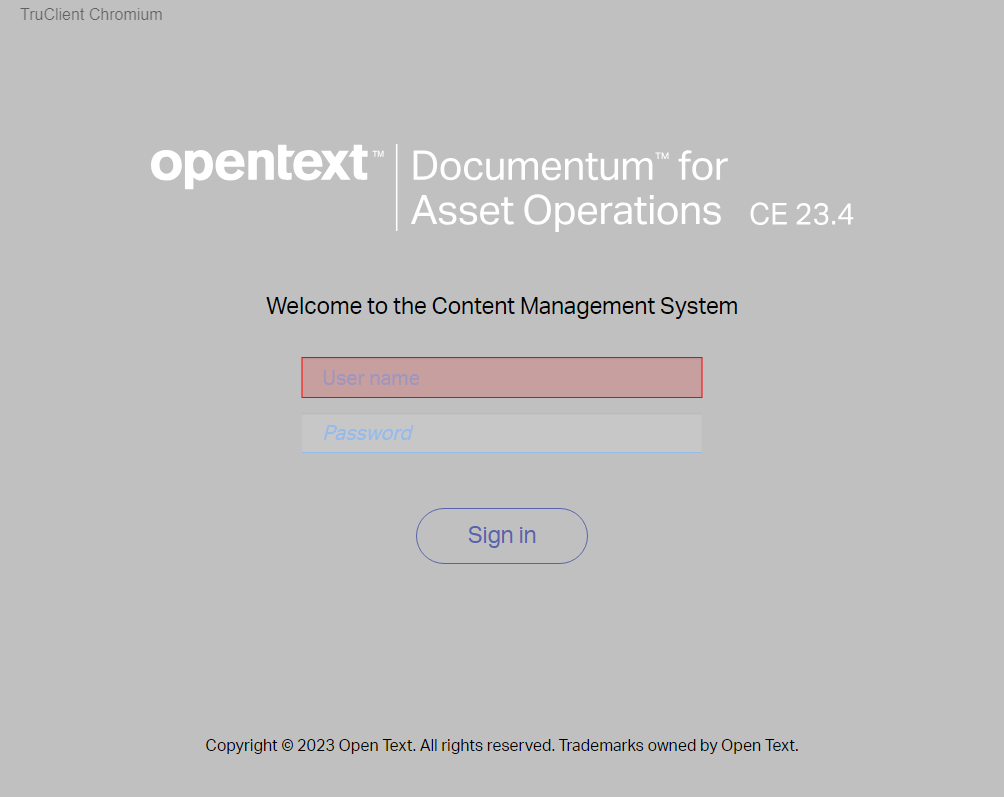 TruClient Chromium
opentext™ Documentum™ for
Asset Operations CE 23.4
Welcome to the Content Management System
User name
Password
Sign in
Copyright © 2023 Open Text. All rights reserved. Trademarks owned by Open Text.